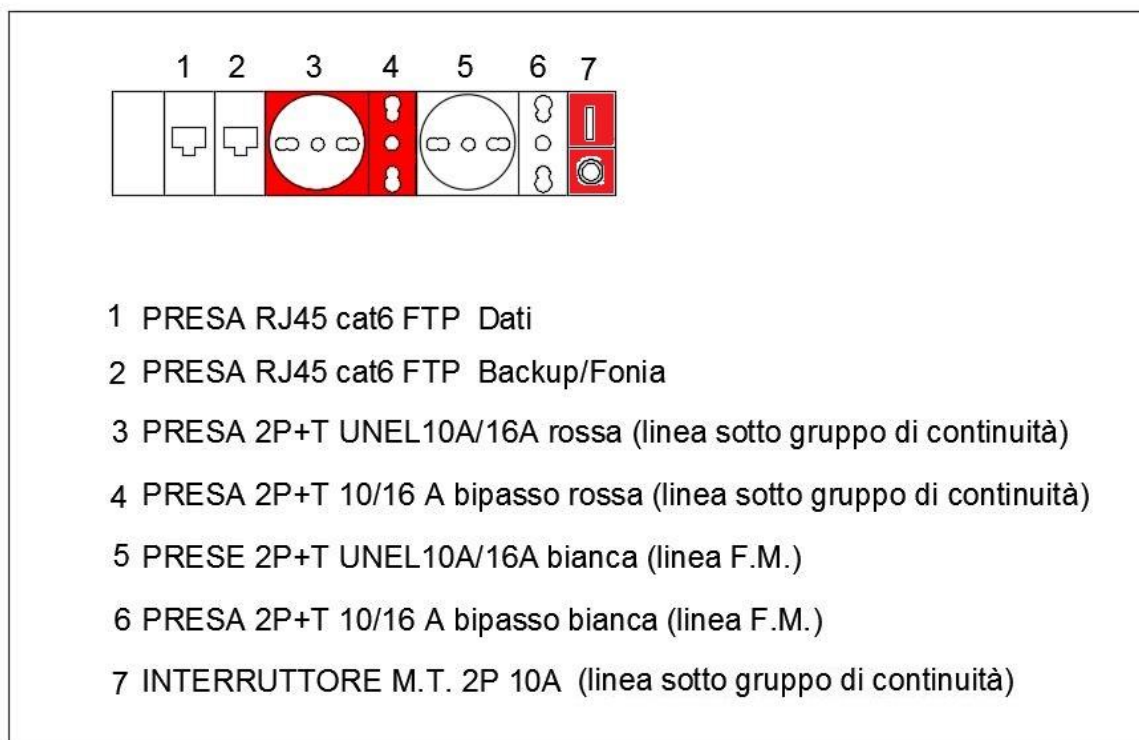 1 2 3 4 5 6 7
1 PRESA RJ45 cat6 FTP Dati
2 PRESA RJ45 cat6 FTP Backup/Fonia
3 PRESA 2P+T UNEL10A/16A rossa (linea sotto gruppo di continuità)
4 PRESA 2P+T 10/16 A bipasso rossa (linea sotto gruppo di continuità)
5 PRESE 2P+T UNEL10A/16A bianca (linea F.M.)
6 PRESA 2P+T 10/16 A bipasso bianca (linea F.M.)
7 INTERRUTTORE M.T. 2P 10A (linea sotto gruppo di continuità)